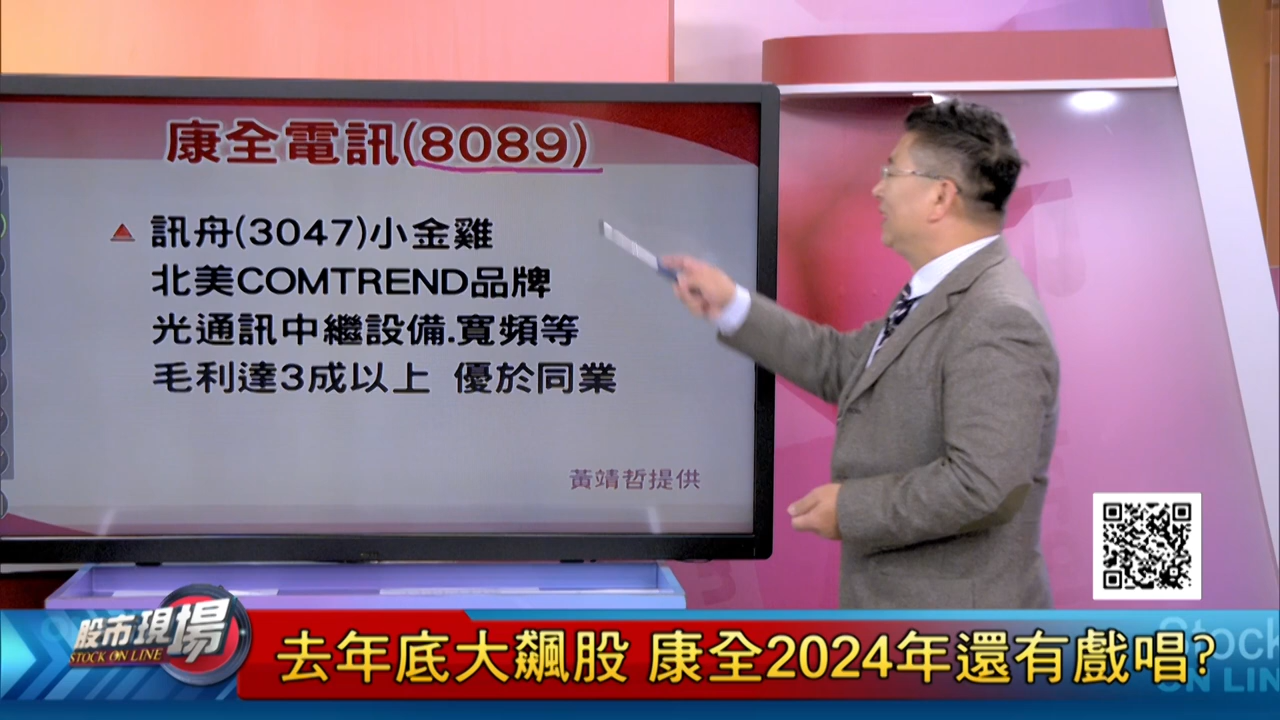 康全電訊(8089)
訊舟(3047)小金雞
北美COMTREND品牌
光通訊中繼設備.寬頻等
毛利達3成以上 優於同業
黃靖哲提供
股市現場
STOCK ON LINE
去年底大飆股 康全2024年還有戲唱?
Stock
ON LIN